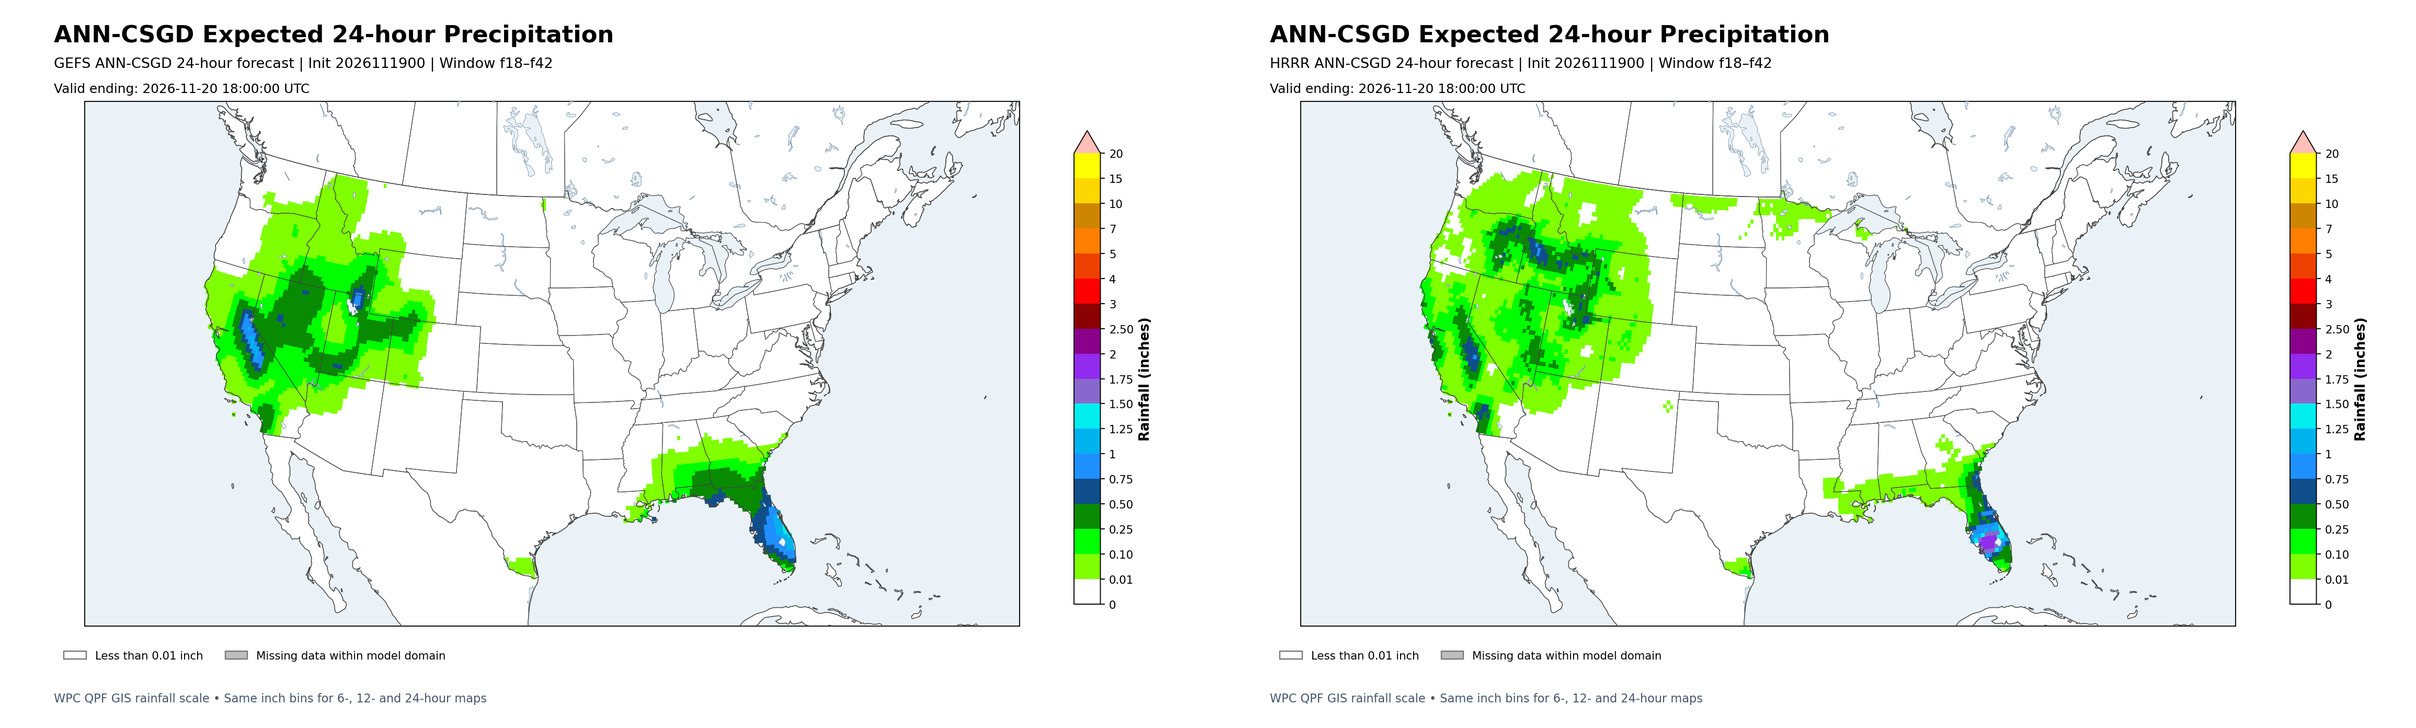 ANN-CSGD Expected 24-hour Precipitation
GEFS ANN-CSGD 24-hour forecast | Init 2026111900 | Window f18–f42
Valid ending: 2026-11-20 18:00:00 UTC
20
15
10
7
5
4
3
2.50
2
1.75
1.50
1.25
1
0.75
0.50
0.25
0.10
0.01
0
Rainfall (inches)
Less than 0.01 inch
Missing data within model domain
WPC QPF GIS rainfall scale • Same inch bins for 6-, 12- and 24-hour maps
ANN-CSGD Expected 24-hour Precipitation
HRRR ANN-CSGD 24-hour forecast | Init 2026111900 | Window f18–f42
Valid ending: 2026-11-20 18:00:00 UTC
20
15
10
7
5
4
3
2.50
2
1.75
1.50
1.25
1
0.75
0.50
0.25
0.10
0.01
0
Rainfall (inches)
Less than 0.01 inch
Missing data within model domain
WPC QPF GIS rainfall scale • Same inch bins for 6-, 12- and 24-hour maps